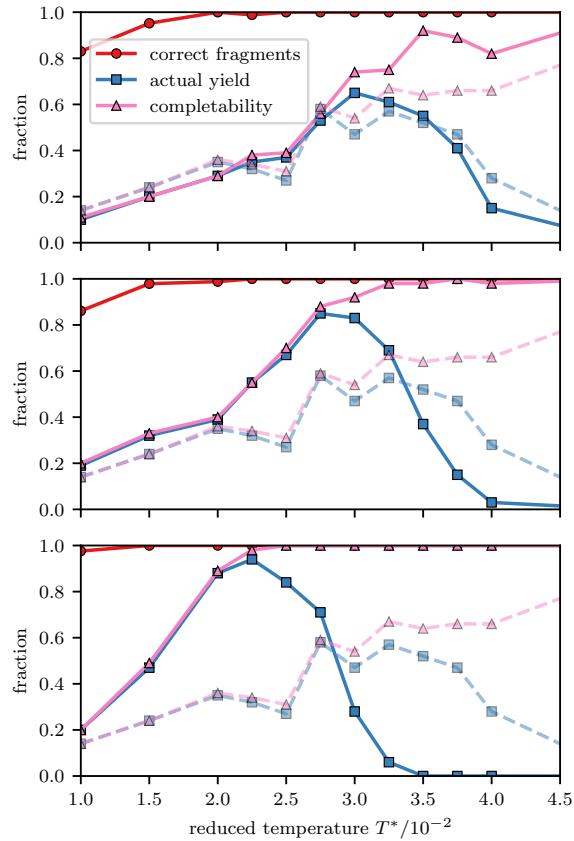 1.0
0.8
0.6
0.4
0.2
0.0
fraction
correct fragments
actual yield
completability
1.0
0.8
0.6
0.4
0.2
0.0
fraction
1.0
0.8
0.6
0.4
0.2
0.0
fraction
1.0 1.5 2.0 2.5 3.0 3.5 4.0 4.5
reduced temperature T*/10⁻²